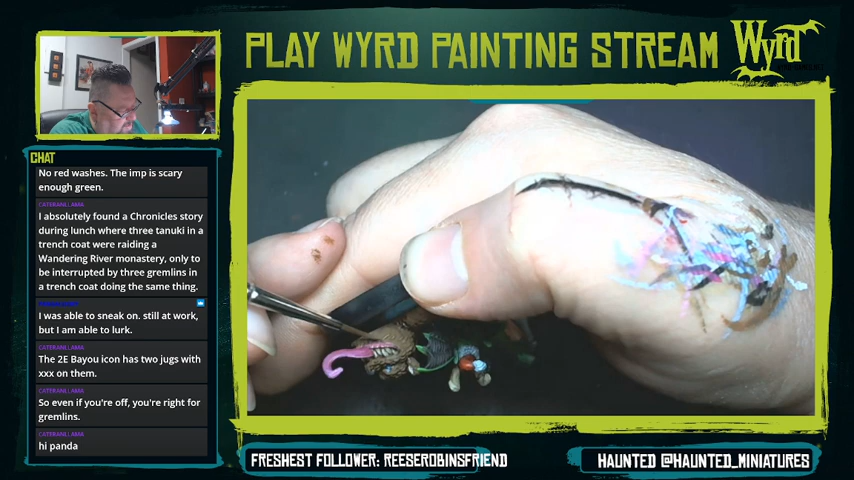 PLAY WYRD PAINTING STREAM
Wyrd
CHAT
No red washes. The imp is scary
enough green.
CATERANLLAMA
I absolutely found a Chronicles story
during lunch where three tanuki in a
trench coat were raiding a
Wandering River monastery, only to
be interrupted by three gremlins in
a trench coat doing the same thing.
I was able to sneak on. still at work,
but I am able to lurk.
CATERANLLAMA
The 2E Bayou icon has two jugs with
xxx on them.
CATERANLLAMA
So even if you're off, you're right for
gremlins.
CATERANLLAMA
hi panda
FRESHEST FOLLOWER: REESEROBINSFRIEND
HAUNTED @HAUNTED_MINIATURES